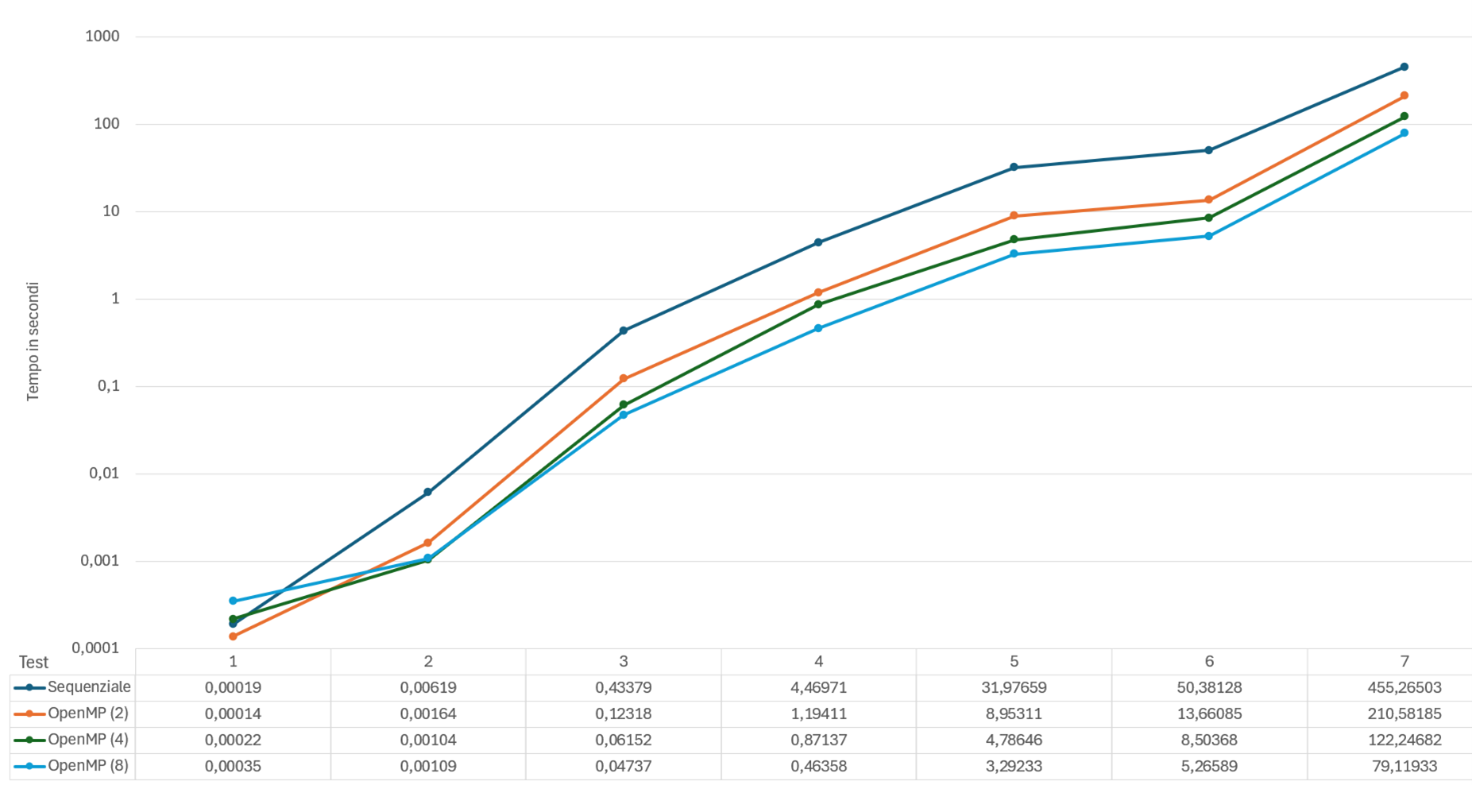 1000
100
10
1
0,1
0,01
0,001
0,0001
Tempo in secondi
Test 1 2 3 4 5 6 7
Sequenziale 0,00019 0,00619 0,43379 4,46971 31,97659 50,38128 455,26503
OpenMP (2) 0,00014 0,00164 0,12318 1,19411 8,95311 13,66085 210,58185
OpenMP (4) 0,00022 0,00104 0,06152 0,87137 4,78646 8,50368 122,24682
OpenMP (8) 0,00035 0,00109 0,04737 0,46358 3,29233 5,26589 79,11933